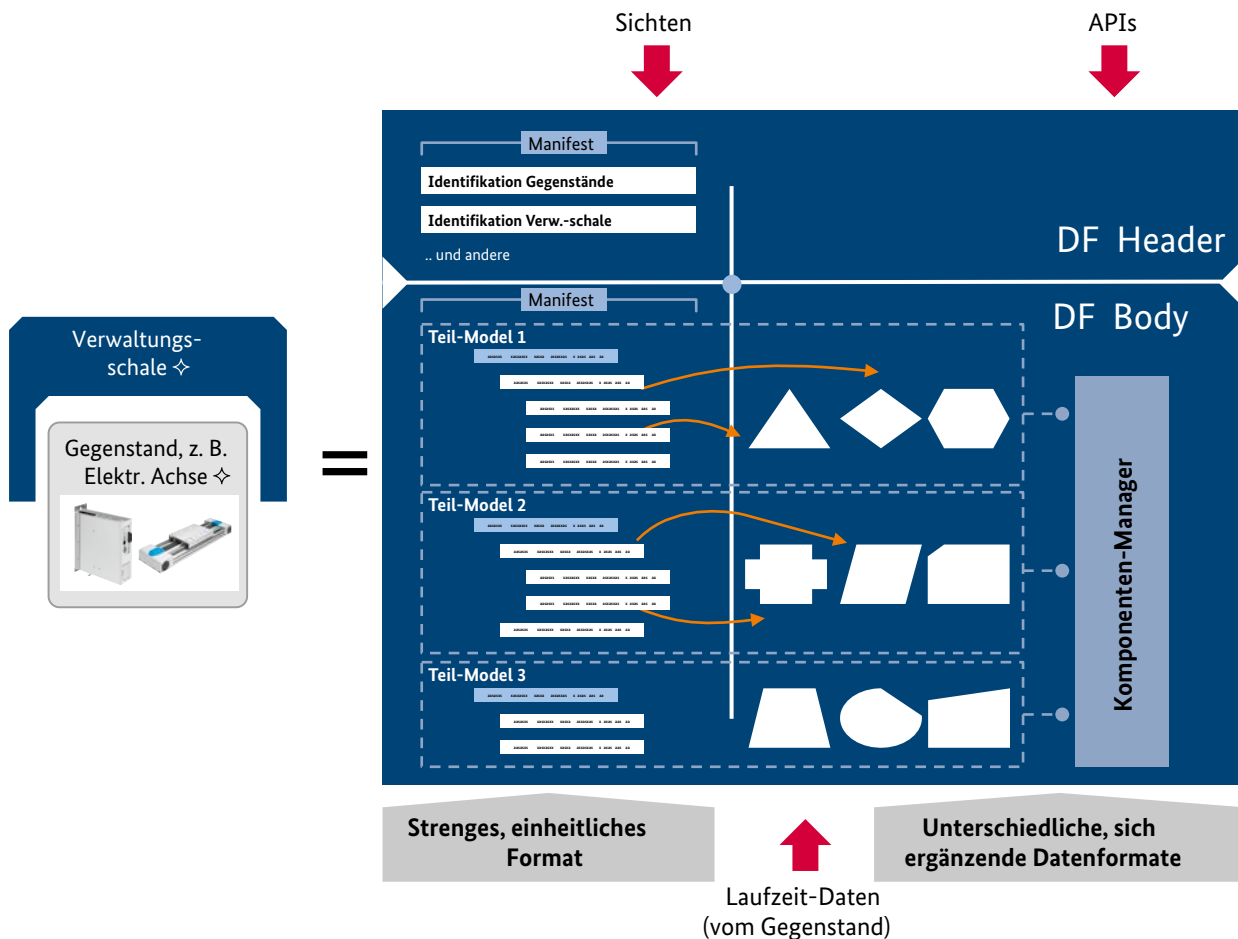 Sichten
APIs
Manifest
Identifikation Gegenstände
Identifikation Verw.-schale
.. und andere
DF Header
Manifest
DF Body
Teil-Model 1
Teil-Model 2
Teil-Model 3
Komponenten-Manager
Verwaltungs-
schale
Gegenstand, z. B.
Elektr. Achse
=
Strenges, einheitliches
Format
Unterschiedliche, sich
ergänzende Datenformate
Laufzeit-Daten
(vom Gegenstand)